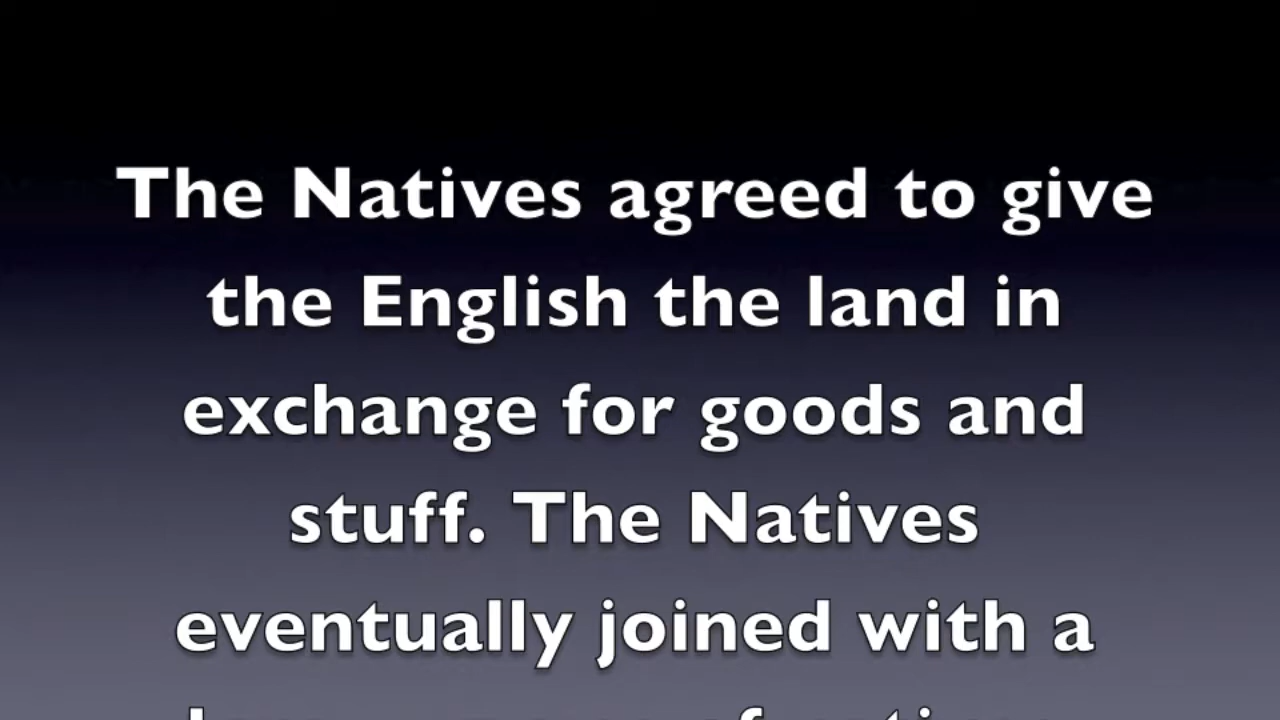 The Natives agreed to give
the English the land in
exchange for goods and
stuff. The Natives
eventually joined with a